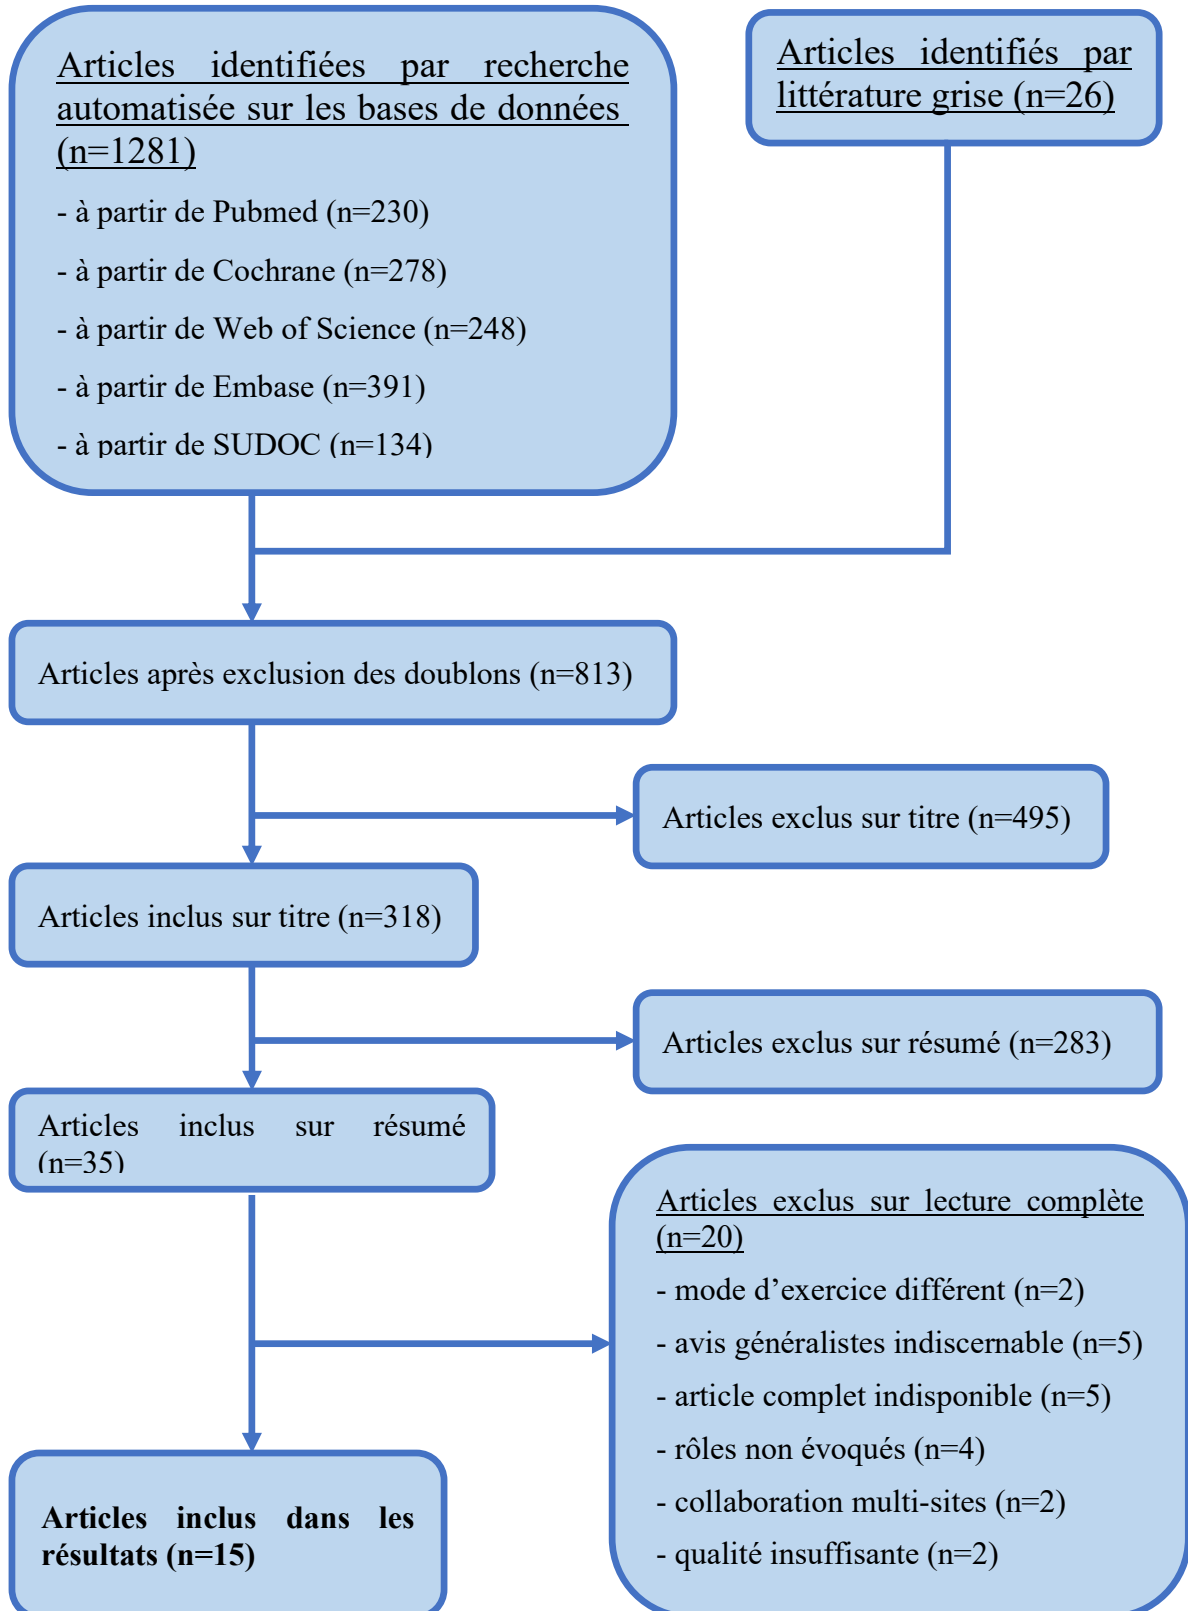 Articles identifiées par recherche
automatisée sur les bases de données
(n=1281)
- à partir de Pubmed (n=230)
- à partir de Cochrane (n=278)
- à partir de Web of Science (n=248)
- à partir de Embase (n=391)
- à partir de SUDOC (n=134)
Articles identifiés par
littérature grise (n=26)
Articles après exclusion des doublons (n=813)
Articles exclus sur titre (n=495)
Articles inclus sur titre (n=318)
Articles exclus sur résumé (n=283)
Articles inclus sur résumé
(n=35)
Articles exclus sur lecture complète
(n=20)
- mode d’exercice différent (n=2)
- avis généralistes indiscernable (n=5)
- article complet indisponible (n=5)
- rôles non évoqués (n=4)
- collaboration multi-sites (n=2)
- qualité insuffisante (n=2)
Articles inclus dans les
résultats (n=15)